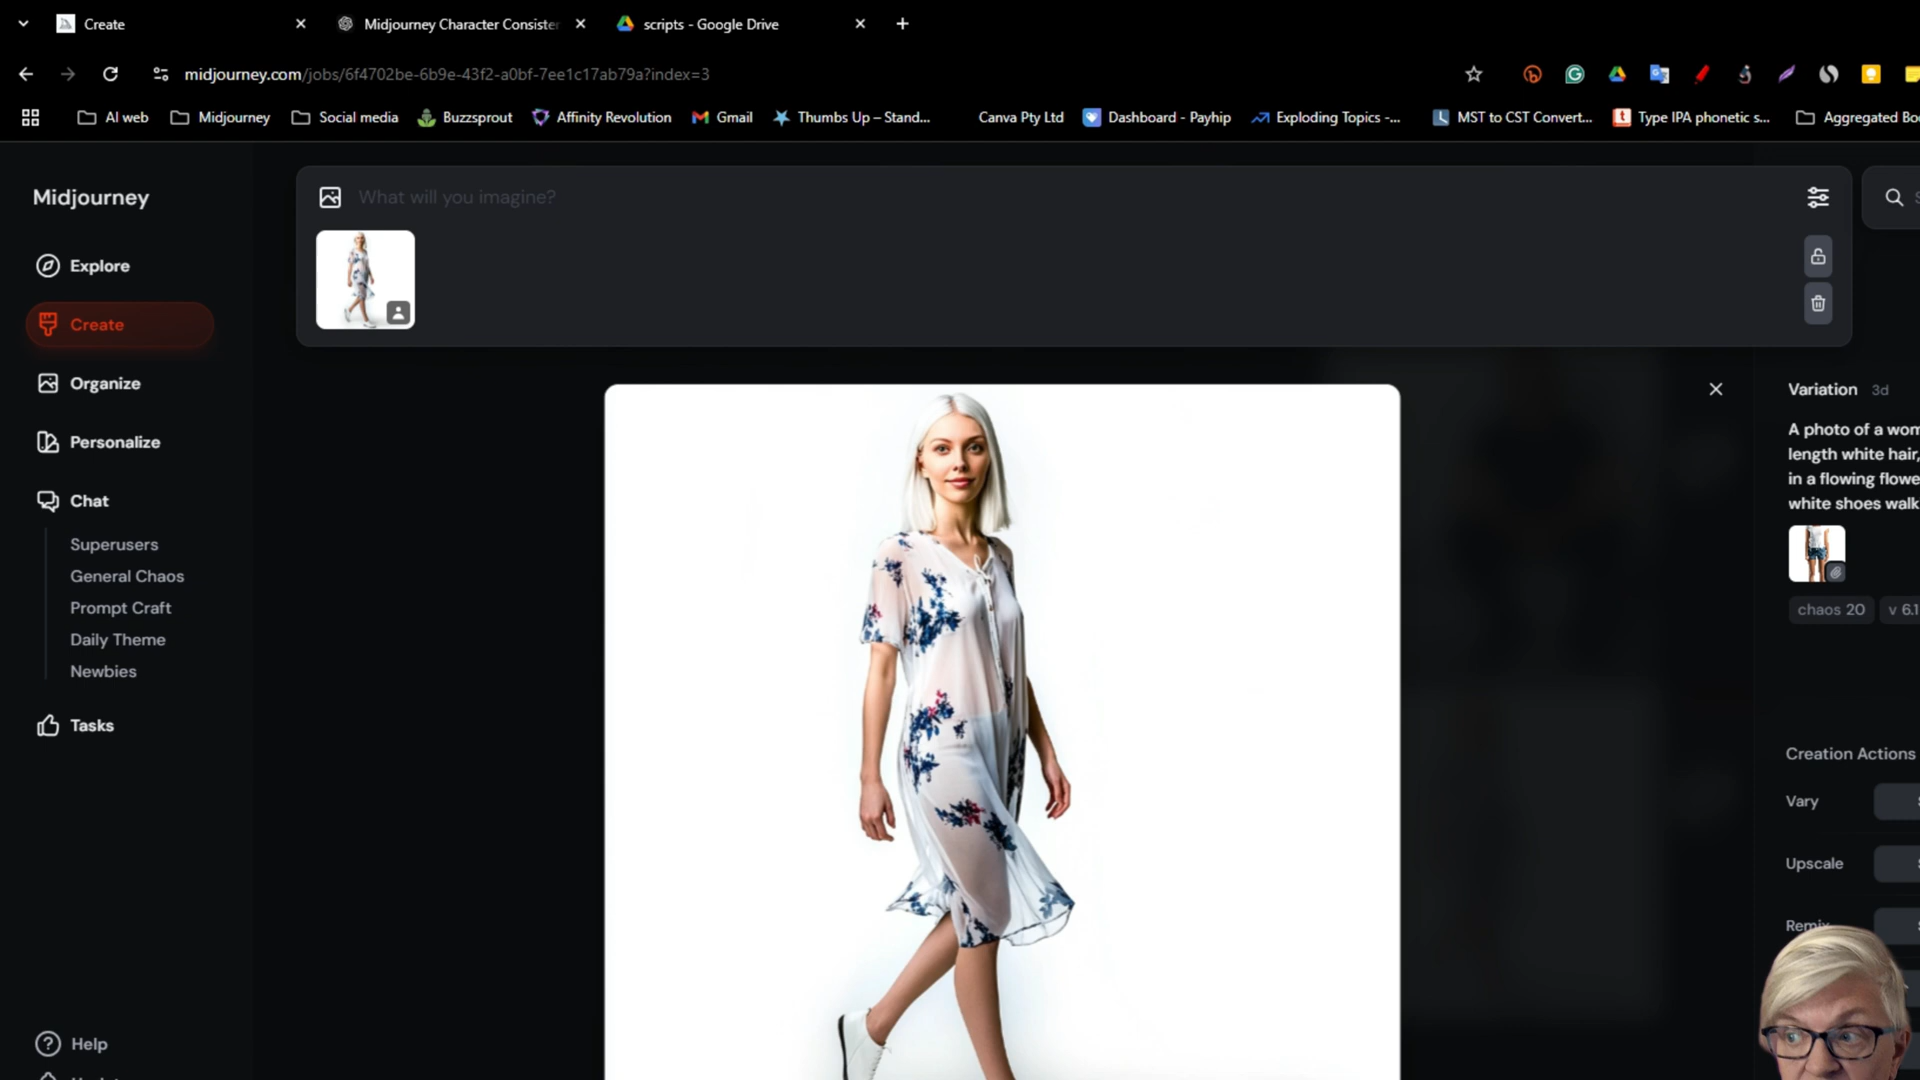 Create
Midjourney Character Consister
scripts - Google Drive
midjourney.com/jobs/6f4702be-6b9e-43f2-a0bf-7ee1c17ab79a?index=3
AI web
Midjourney
Social media
Buzzsprout
Affinity Revolution
Gmail
Thumbs Up – Stand...
Canva Pty Ltd
Dashboard - Payhip
Exploding Topics -...
MST to CST Convert...
Type IPA phonetic s...
Aggregated Boo
Midjourney
What will you imagine?
Explore
Create
Organize
Personalize
Chat
Superusers
General Chaos
Prompt Craft
Daily Theme
Newbies
Tasks
Help
Variation 3d
A photo of a wom
length white hair,
in a flowing flowe
white shoes walk
chaos 20
v 6.1
Creation Actions
Vary
Upscale
Remix